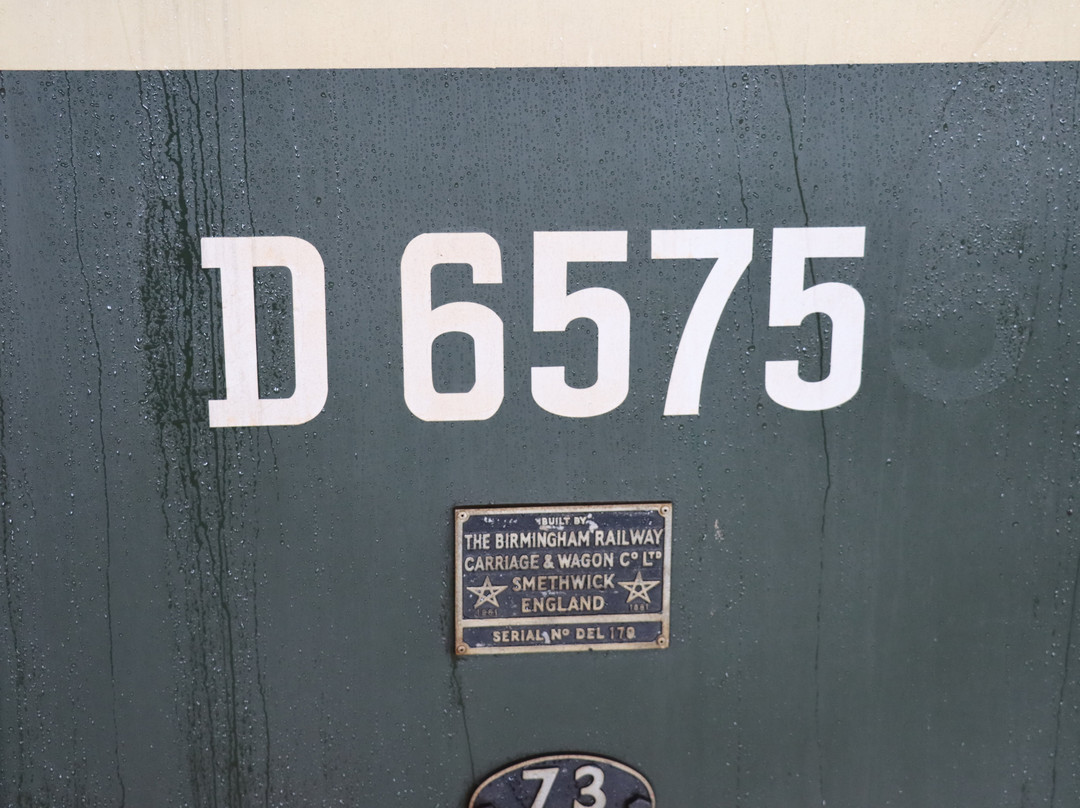 D 6575
BUILT BY
THE BIRMINGHAM RAILWAY
CARRIAGE & WAGON Cº LTD
SMETHWICK
ENGLAND
SERIAL Nº DEL 170
73